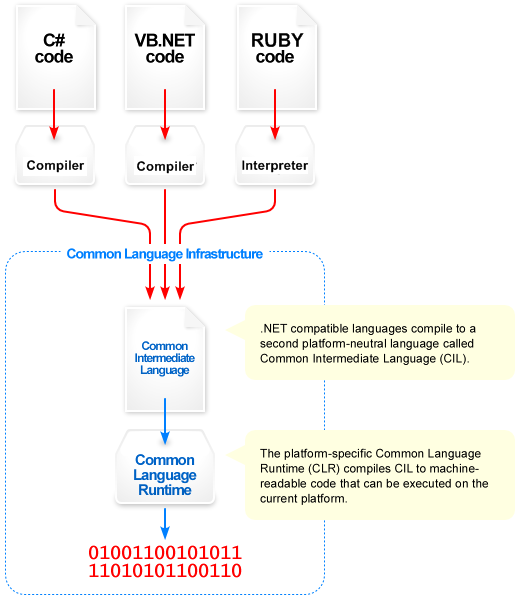 C#
code
VB.NET
code
RUBY
code
Compiler
Compiler
Interpreter
Common Language Infrastructure
Common
Intermediate
Language
.NET compatible languages compile to a
second platform-neutral language called
Common Intermediate Language (CIL).
Common
Language
Runtime
The platform-specific Common Language
Runtime (CLR) compiles CIL to machine-
readable code that can be executed on the
current platform.
01001100101011
11010101100110